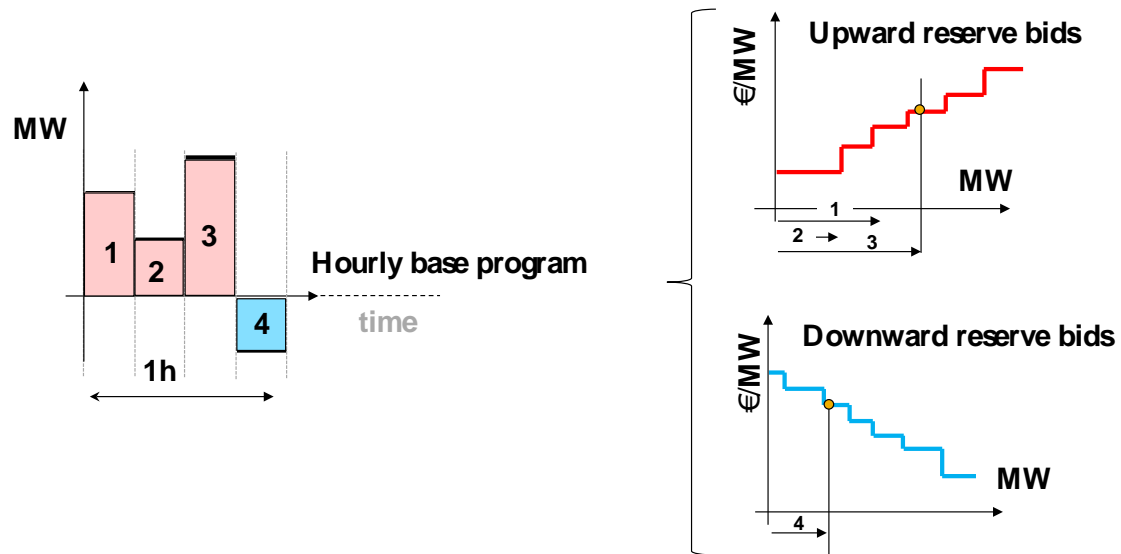 MW
1
2
3
4
Hourly base program
time
1h
Upward reserve bids
€/MW
MW
1
2
3
Downward reserve bids
€/MW
MW
4